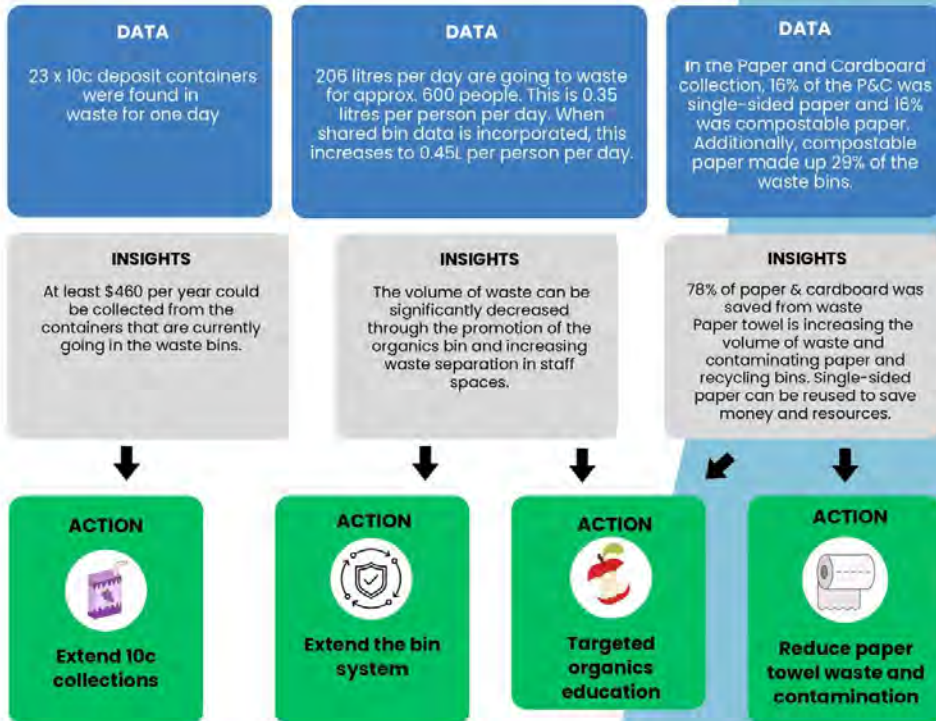 DATA
23 x 10c deposit containers
were found in
waste for one day
DATA
206 litres per day are going to waste
for approx. 600 people. This is 0.35
litres per person per day. When
shared bin data is incorporated, this
increases to 0.45L per person per day.
DATA
In the Paper and Cardboard
collection, 16% of the P&C was
single-sided paper and 16%
was compostable paper.
Additionally, compostable
paper made up 29% of the
waste bins.
INSIGHTS
At least $460 per year could
be collected from the
containers that are currently
going in the waste bins.
INSIGHTS
The volume of waste can be
significantly decreased
through the promotion of the
organics bin and increasing
waste separation in staff
spaces.
INSIGHTS
78% of paper & cardboard was
saved from waste
Paper towel is increasing the
volume of waste and
contaminating paper and
recycling bins. Single-sided
paper can be reused to save
money and resources.
ACTION
Extend 10c
collections
ACTION
Extend the bin
system
ACTION
Targeted
organics
education
ACTION
Reduce paper
towel waste and
contamination